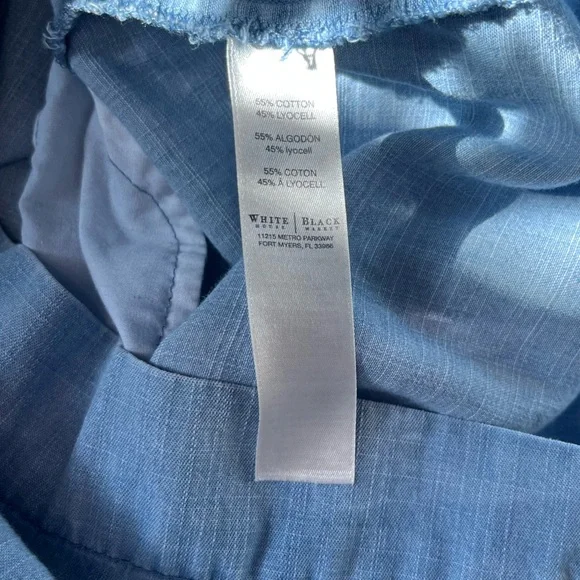 55% COTTON
45% LYOCELL
55% ALGODÓN
45% lyocell
55% COTON
45% À LYOCELL
WHITE HOUSE | BLACK MARKET
11215 METRO PARKWAY
FORT MYERS, FL 33966